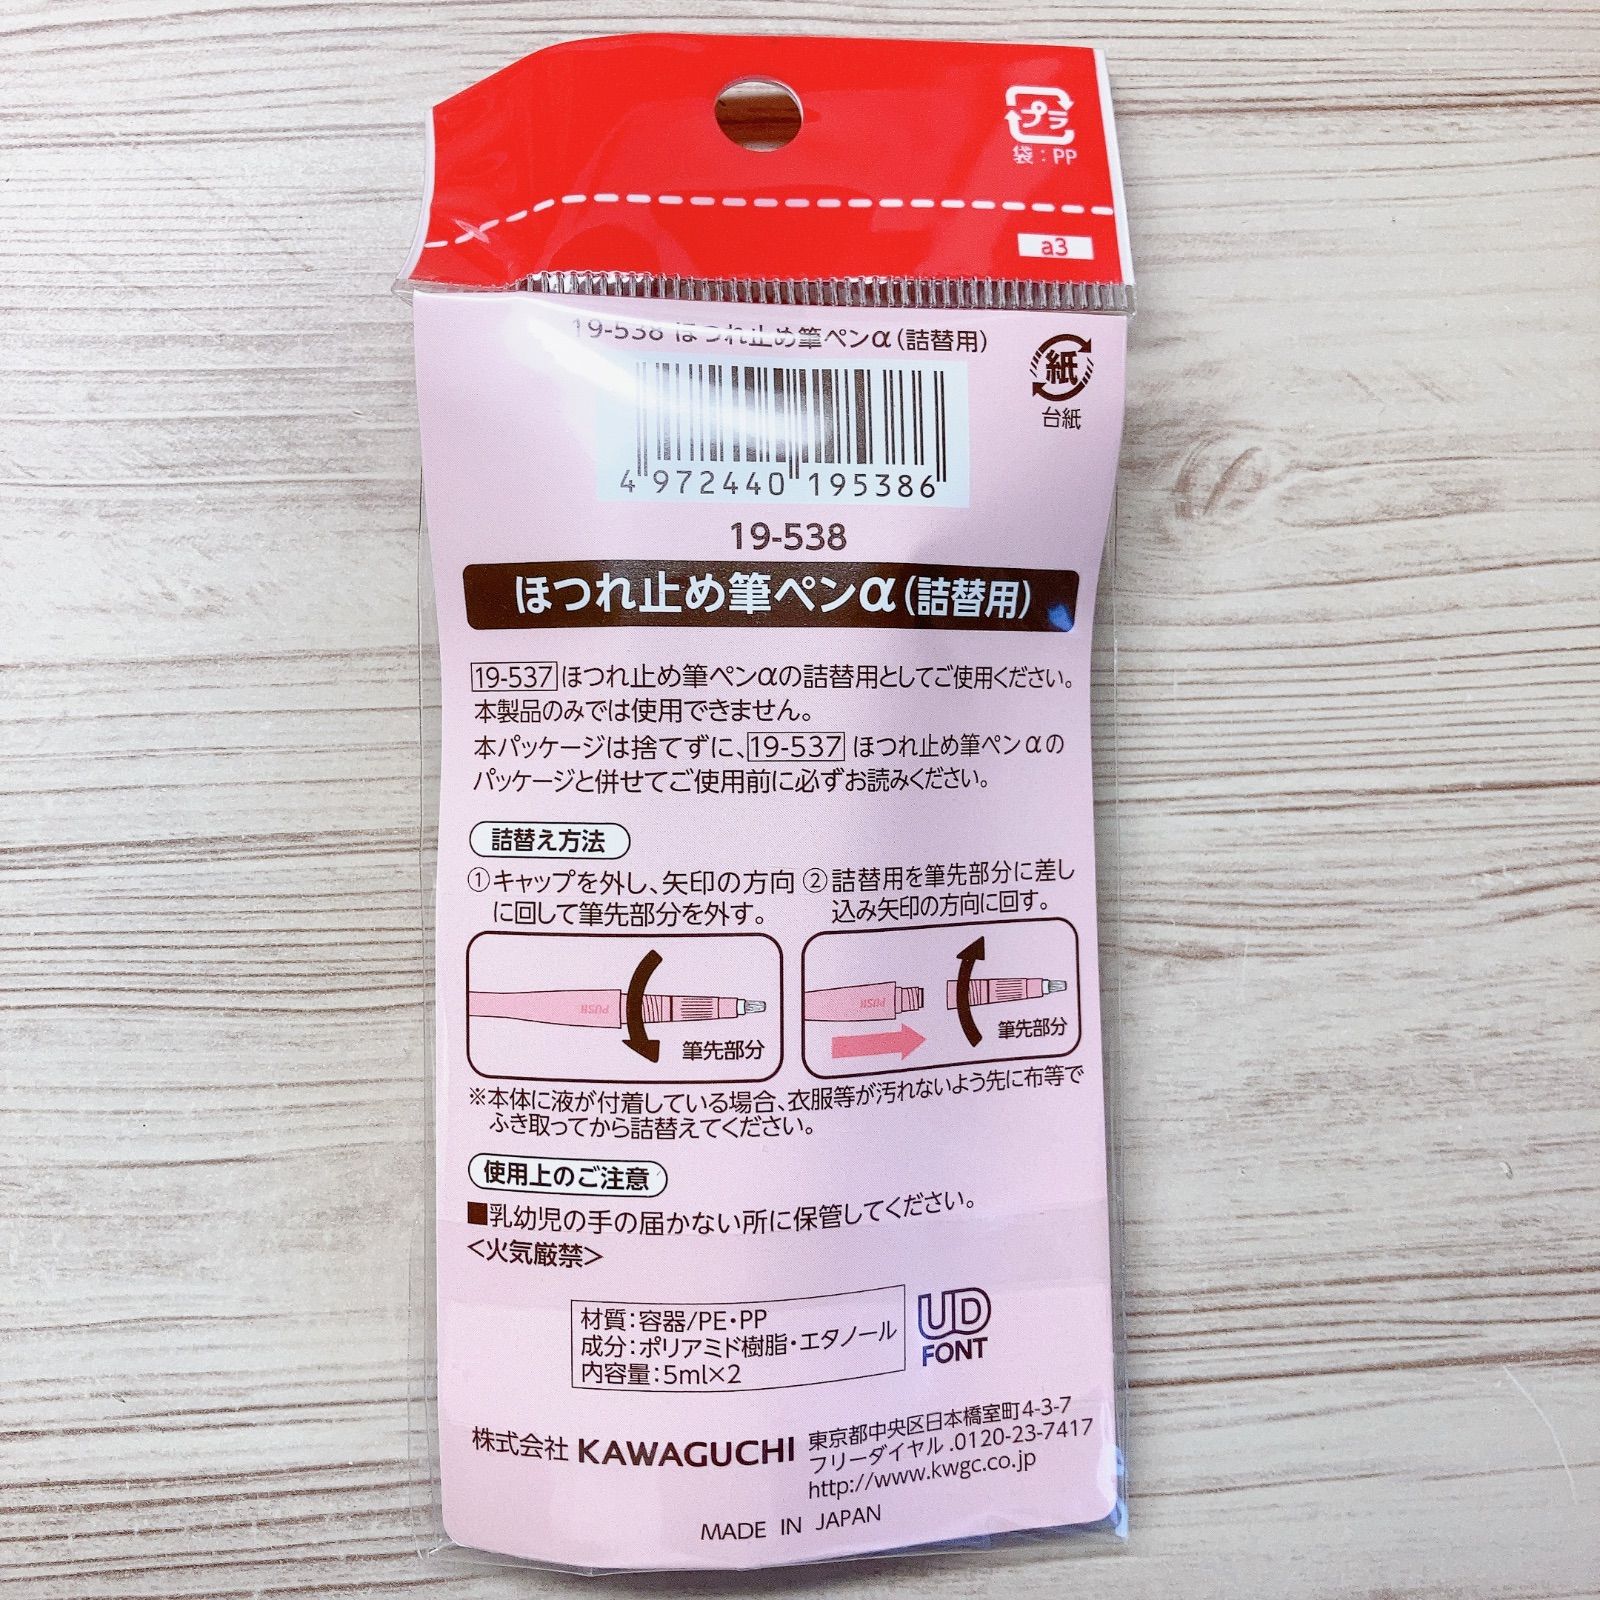 プラ
袋：PP
a3
19-538 ほつれ止め筆ペンα(詰替用)
紙
台紙
4 972440 195386
19-538
ほつれ止め筆ペンα(詰替用)
19-537 ほつれ止め筆ペンαの詰替用としてご使用ください。
本製品のみでは使用できません。
本パッケージは捨てずに、19-537 ほつれ止め筆ペンαの
パッケージと併せてご使用前に必ずお読みください。
詰替え方法
①キャップを外し、矢印の方向
に回して筆先部分を外す。
②詰替用を筆先部分に差し
込み矢印の方向に回す。
PUSH
筆先部分
PUSH
筆先部分
※本体に液が付着している場合、衣服等が汚れないよう先に布等で
ふき取ってから詰替えてください。
使用上のご注意
■乳幼児の手の届かない所に保管してください。
<火気厳禁>
材質：容器/PE・PP
成分：ポリアミド樹脂・エタノール
内容量：5ml×2
UD
FONT
株式会社 KAWAGUCHI
東京都中央区日本橋室町4-3-7
フリーダイヤル.0120-23-7417
http://www.kwgc.co.jp
MADE IN JAPAN